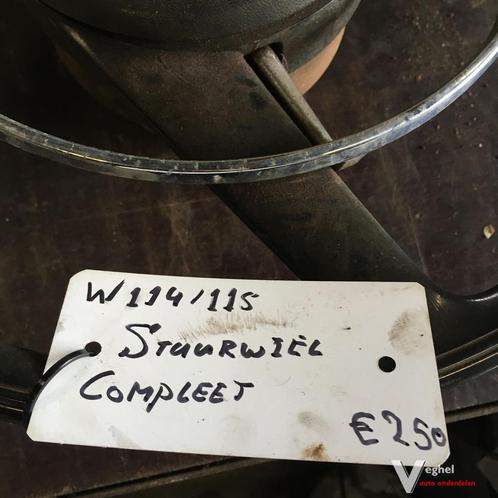 W114/115
STUURWIEL
COMPLEET
€250
Veghel
auto onderdelen